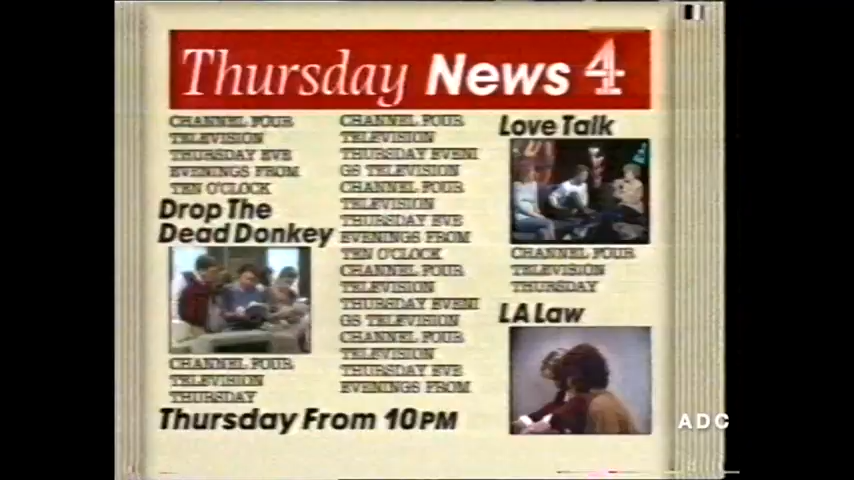 Thursday News 4
CHANNEL FOUR
TELEVISION
THURSDAY EVE
EVENINGS FROM
TEN O'CLOCK
Drop The
Dead Donkey
CHANNEL FOUR
TELEVISION
THURSDAY
CHANNEL FOUR
TELEVISION
THURSDAY EVENI
GS TELEVISION
CHANNEL FOUR
TELEVISION
THURSDAY EVE
EVENINGS FROM
TEN O'CLOCK
CHANNEL FOUR
TELEVISION
THURSDAY EVENI
GS TELEVISION
CHANNEL FOUR
TELEVISION
THURSDAY EVE
EVENINGS FROM
Love Talk
CHANNEL FOUR
TELEVISION
THURSDAY
LA Law
Thursday From 10PM
ADC